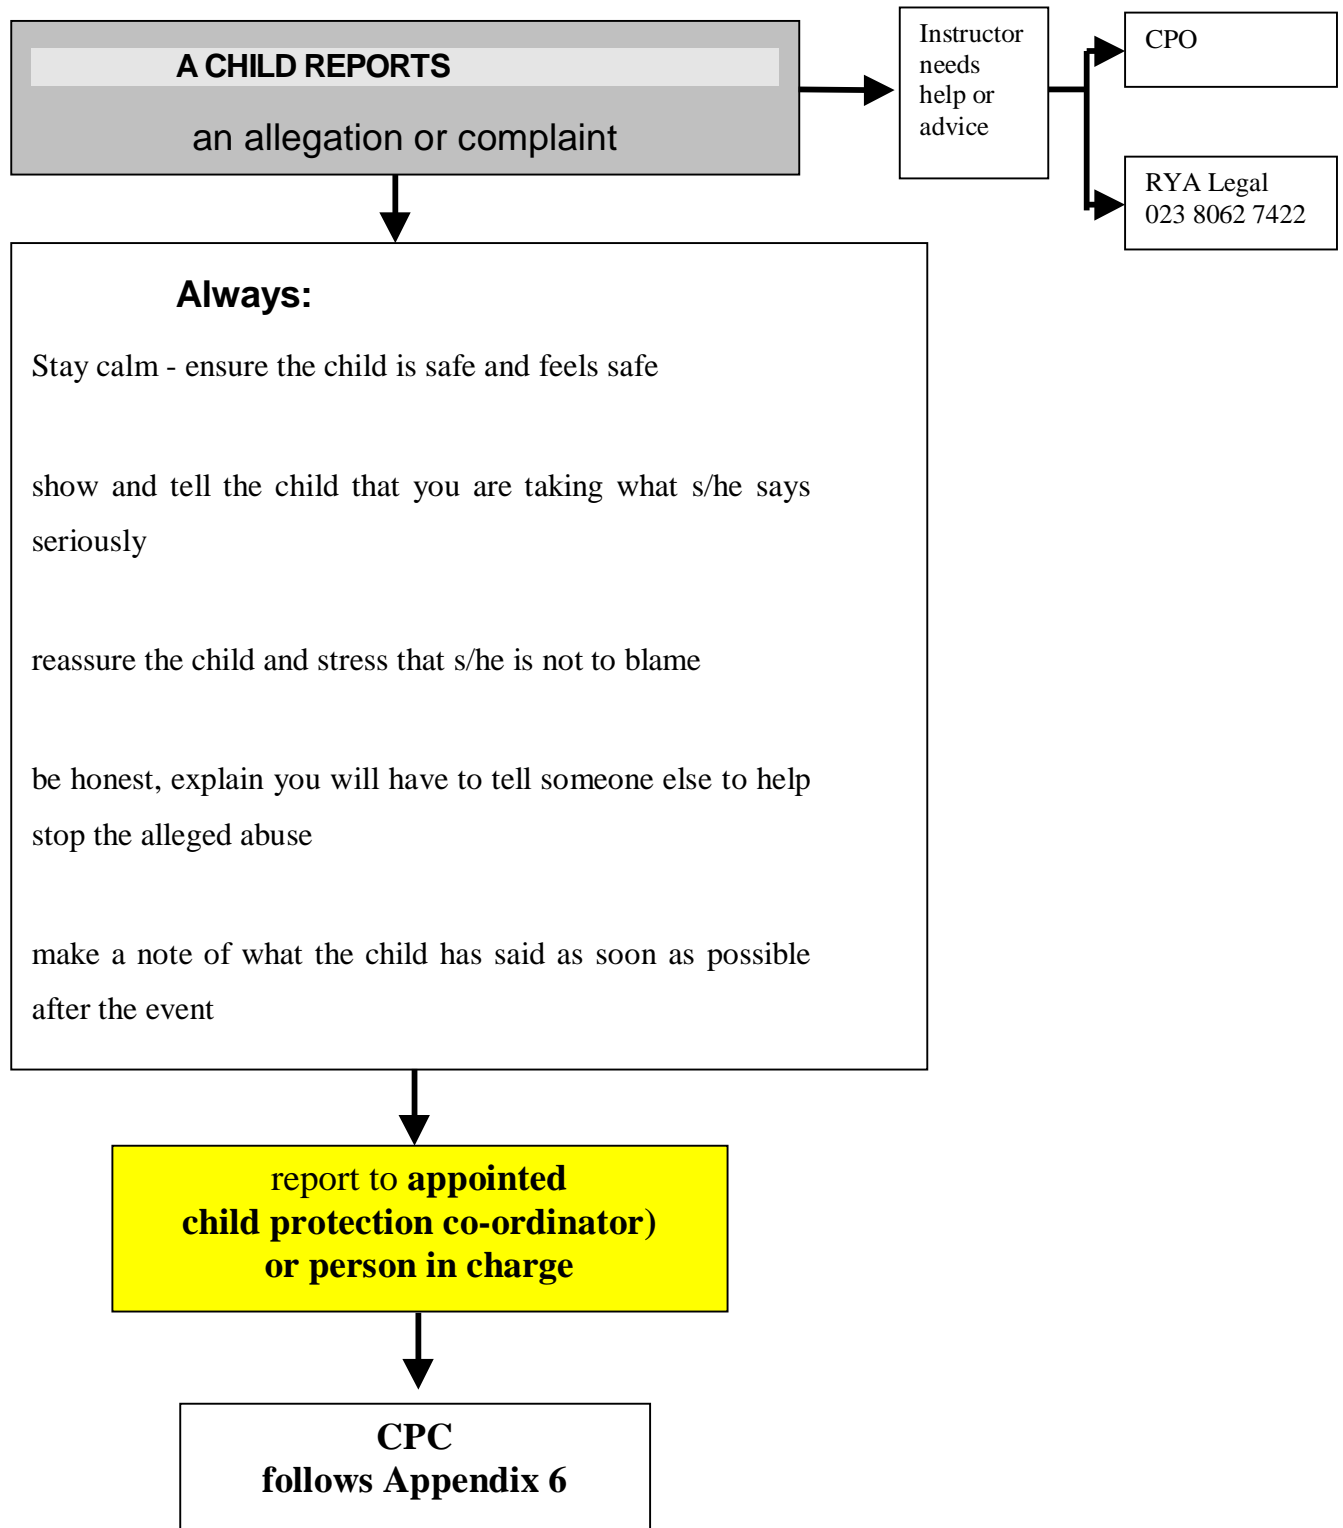 A CHILD REPORTS
an allegation or complaint
Instructor
needs
help or
advice
CPO
RYA Legal
023 8062 7422
Always:
Stay calm - ensure the child is safe and feels safe
show and tell the child that you are taking what s/he says
seriously
reassure the child and stress that s/he is not to blame
be honest, explain you will have to tell someone else to help
stop the alleged abuse
make a note of what the child has said as soon as possible
after the event
report to appointed
child protection co-ordinator)
or person in charge
CPC
follows Appendix 6